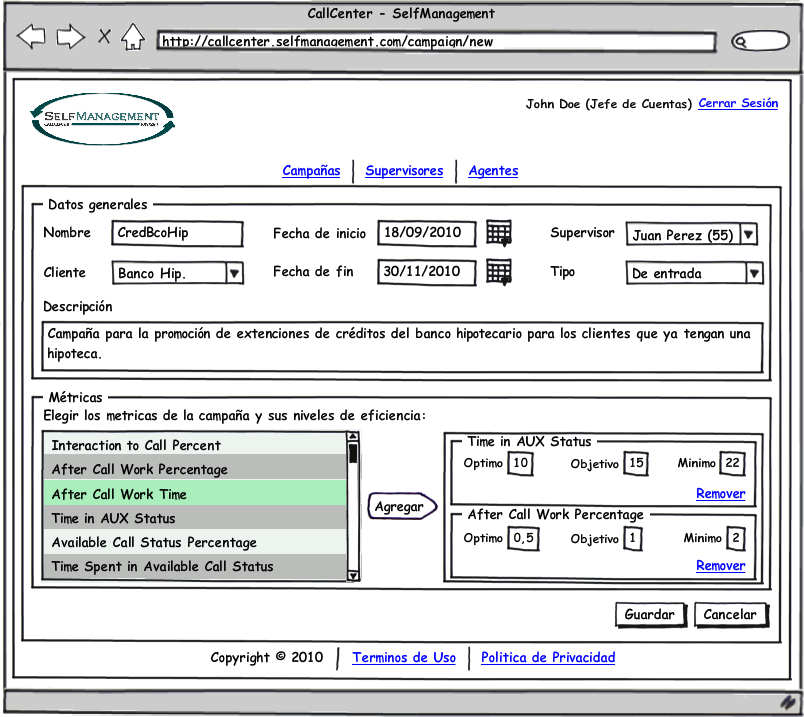 CallCenter - SelfManagement
http://callcenter.selfmanagement.com/campaign/new
John Doe (Jefe de Cuentas) Cerrar Sesión
SELFMANAGEMENT
Campañas Supervisores Agentes
Datos generales
Nombre CredBcoHip Fecha de inicio 18/09/2010 Supervisor Juan Perez (55)
Cliente Banco Hip. Fecha de fin 30/11/2010 Tipo De entrada
Descripción
Campaña para la promoción de extenciones de créditos del banco hipotecario para los clientes que ya tengan una
hipoteca.
Métricas
Elegir los metricas de la campaña y sus niveles de eficiencia:
Interaction to Call Percent
After Call Work Percentage
After Call Work Time
Time in AUX Status
Available Call Status Percentage
Time Spent in Available Call Status
Agregar
Time in AUX Status
Optimo 10 Objetivo 15 Minimo 22
Remover
After Call Work Percentage
Optimo 0,5 Objetivo 1 Minimo 2
Remover
Guardar Cancelar
Copyright © 2010 Terminos de Uso Politica de Privacidad